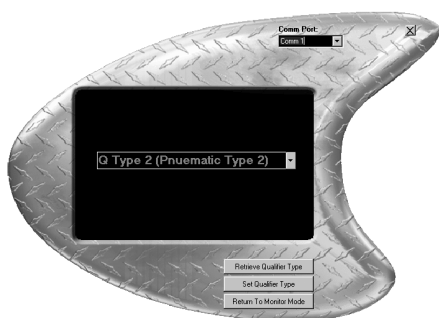 Comm Port:
Comm 1
X
Q Type 2 (Pnuematic Type 2)
Retrieve Qualifier Type
Set Qualifier Type
Return To Monitor Mode